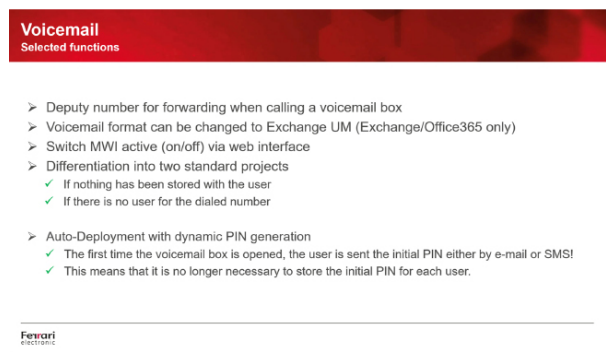 Voicemail
Selected functions
➢ Deputy number for forwarding when calling a voicemail box
➢ Voicemail format can be changed to Exchange UM (Exchange/Office365 only)
➢ Switch MWI active (on/off) via web interface
➢ Differentiation into two standard projects
✓ If nothing has been stored with the user
✓ If there is no user for the dialed number
➢ Auto-Deployment with dynamic PIN generation
✓ The first time the voicemail box is opened, the user is sent the initial PIN either by e-mail or SMS!
✓ This means that it is no longer necessary to store the initial PIN for each user.
Ferrari
electronic